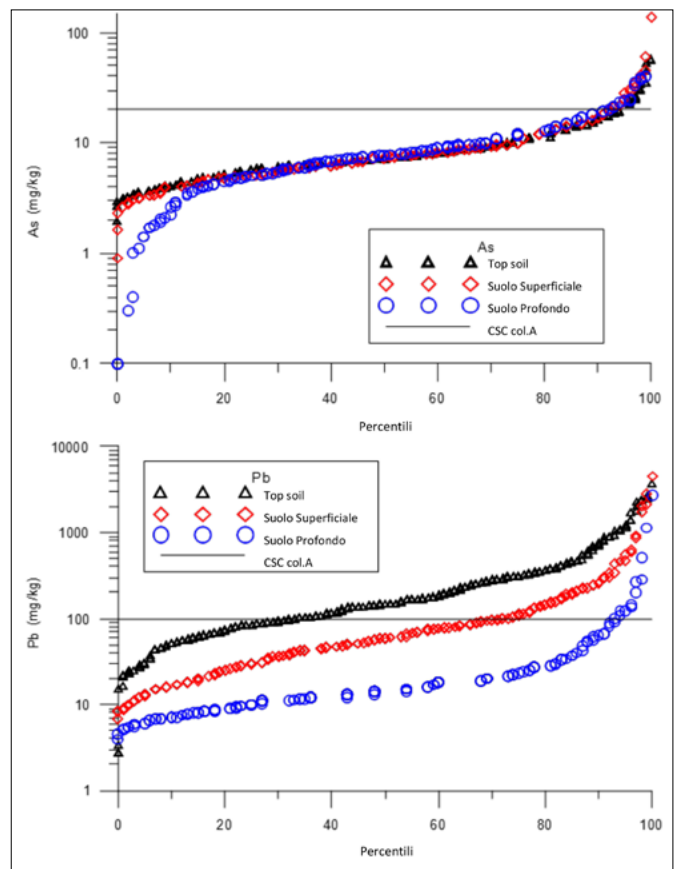 100
10
1
0.1
As (mg/kg)
As
Top soil
Suolo Superficiale
Suolo Profondo
CSC col.A
0 20 40 60 80 100
Percentili
10000
1000
100
10
1
Pb (mg/kg)
Pb
Top soil
Suolo Superficiale
Suolo Profondo
CSC col.A
0 20 40 60 80 100
Percentili